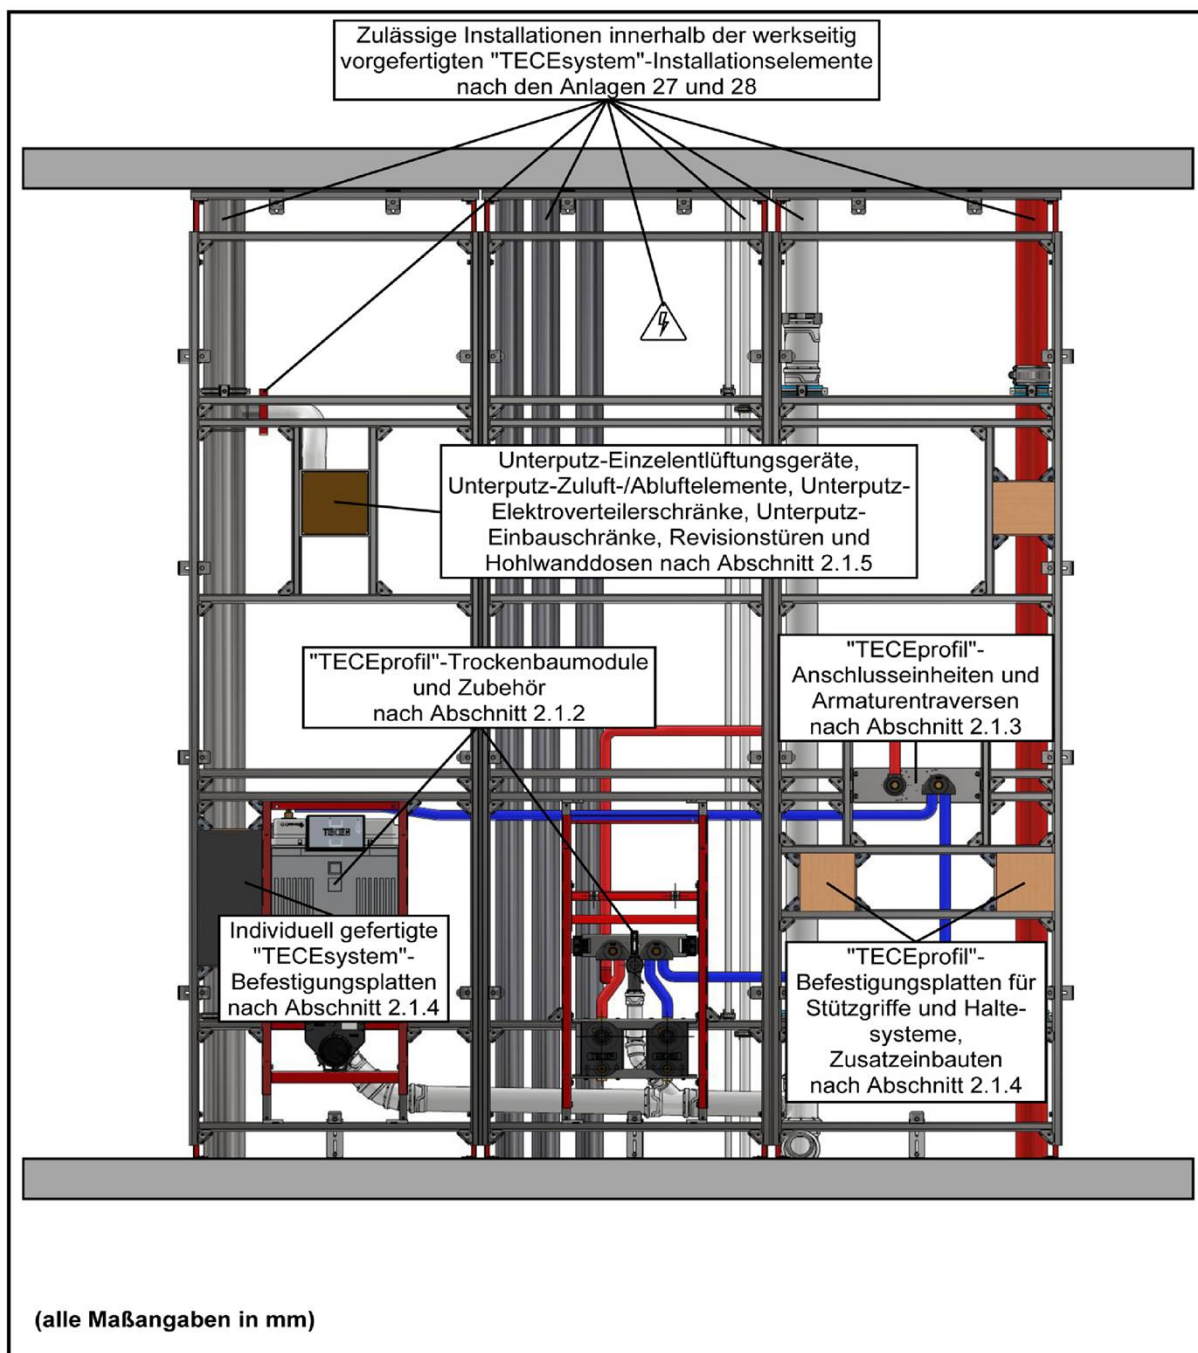 Zulässige Installationen innerhalb der werkseitig
vorgefertigten "TECEsystem"-Installationselemente
nach den Anlagen 27 und 28
Unterputz-Einzelentlüftungsgeräte,
Unterputz-Zuluft-/Abluftelemente, Unterputz-
Elektroverteilerschränke, Unterputz-
Einbauschränke, Revisionstüren und
Hohlwanddosen nach Abschnitt 2.1.5
"TECEprofil"-Trockenbaumodule
und Zubehör
nach Abschnitt 2.1.2
"TECEprofil"-
Anschlusseinheiten und
Armaturentraversen
nach Abschnitt 2.1.3
Individuell gefertigte
"TECEsystem"-
Befestigungsplatten
nach Abschnitt 2.1.4
"TECEprofil"-
Befestigungsplatten für
Stützgriffe und Halte-
systeme,
Zusatzeinbauten
nach Abschnitt 2.1.4
(alle Maßangaben in mm)